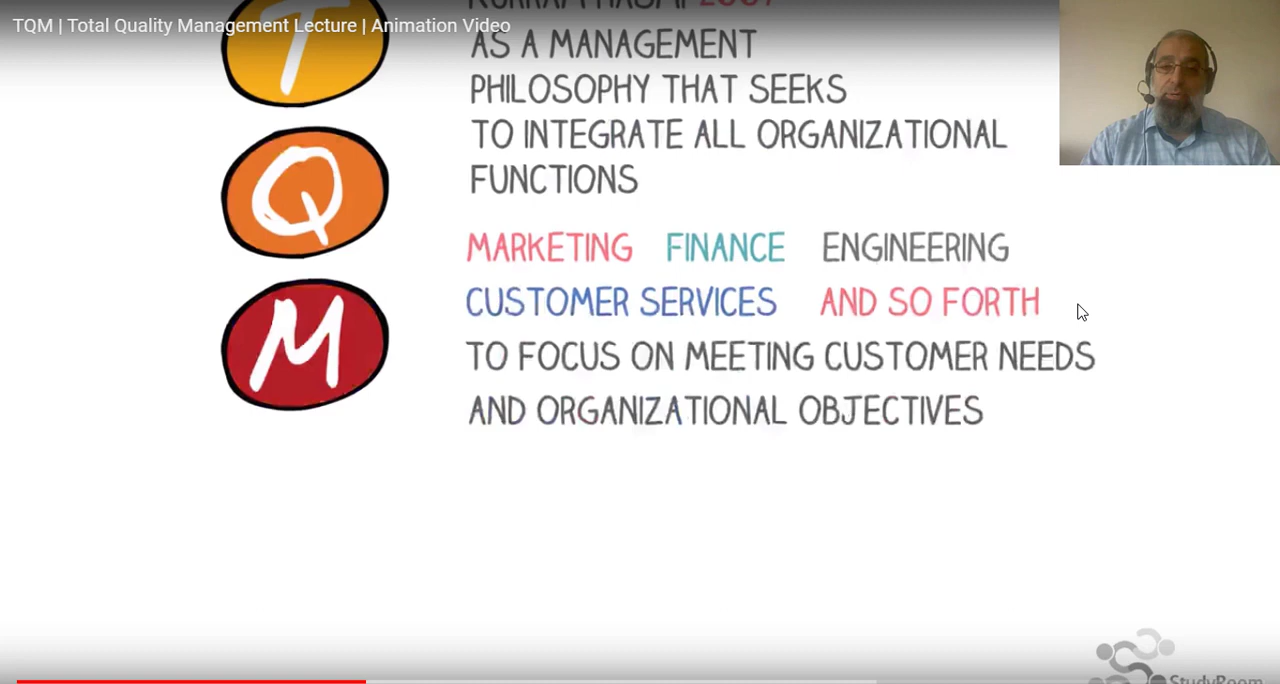 TQM | Total Quality Management Lecture | Animation Video
T
AS A MANAGEMENT
PHILOSOPHY THAT SEEKS
TO INTEGRATE ALL ORGANIZATIONAL
FUNCTIONS
Q
MARKETING FINANCE ENGINEERING
CUSTOMER SERVICES AND SO FORTH
M
TO FOCUS ON MEETING CUSTOMER NEEDS
AND ORGANIZATIONAL OBJECTIVES
StudyRoom